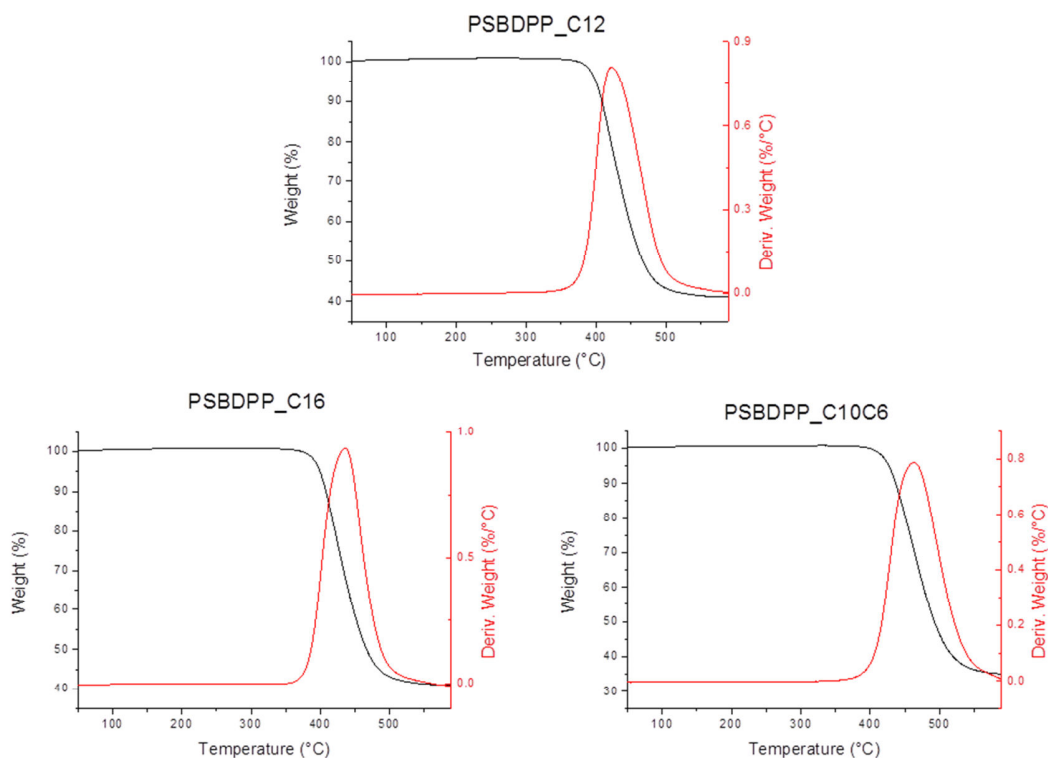 PSBDPP_C12
Weight (%)
100
90
80
70
60
50
40
0.9
0.6
0.3
0.0
Deriv. Weight (%/°C)
100 200 300 400 500
Temperature (°C)
PSBDPP_C16
Weight (%)
100
90
80
70
60
50
40
1.0
0.5
0.0
Deriv. Weight (%/°C)
100 200 300 400 500
Temperature (°C)
PSBDPP_C10C6
Weight (%)
100
90
80
70
60
50
40
30
0.8
0.6
0.4
0.2
0.0
Deriv. Weight (%/°C)
100 200 300 400 500
Temperature (°C)